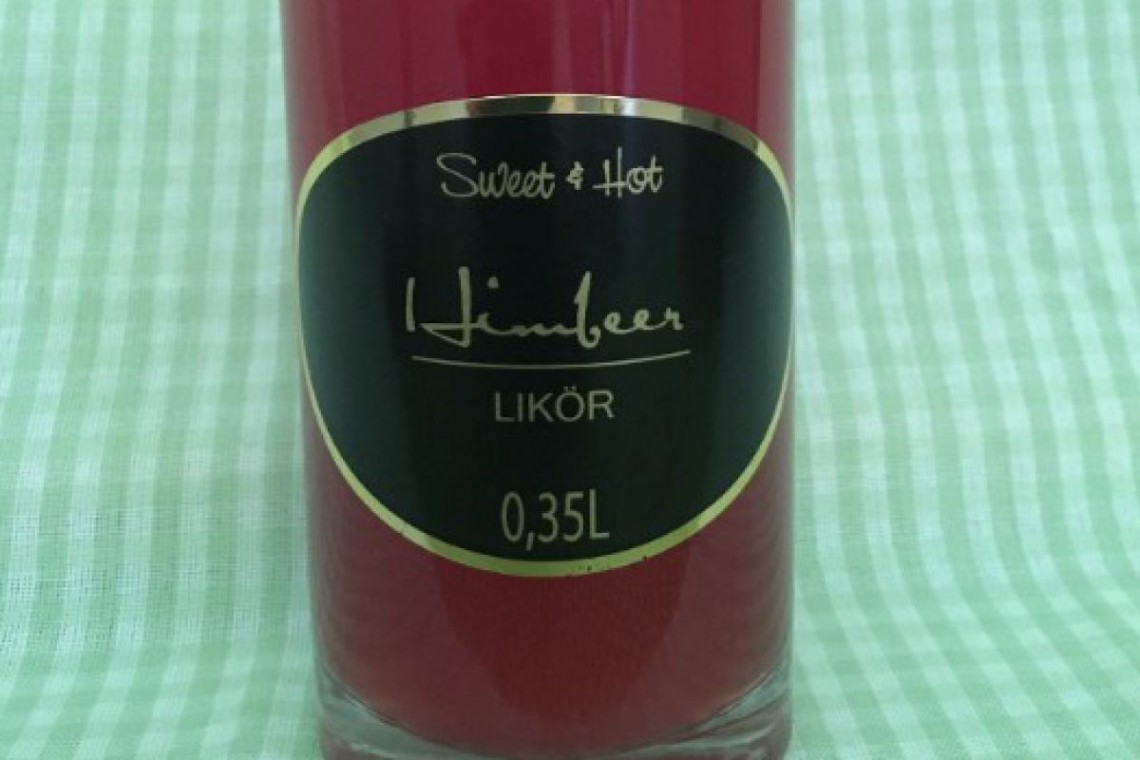 Sweet & Hot
Himbeer
LIKÖR
0,35L